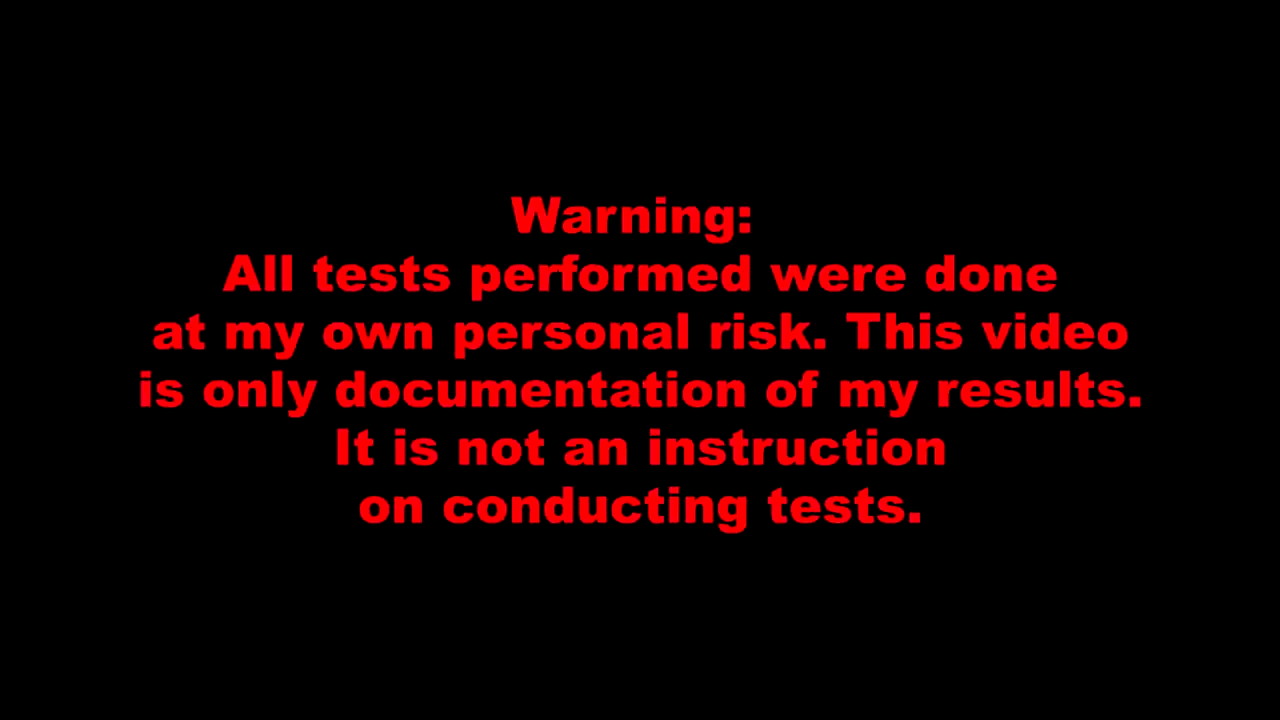 Warning:
All tests performed were done
at my own personal risk. This video
is only documentation of my results.
It is not an instruction
on conducting tests.